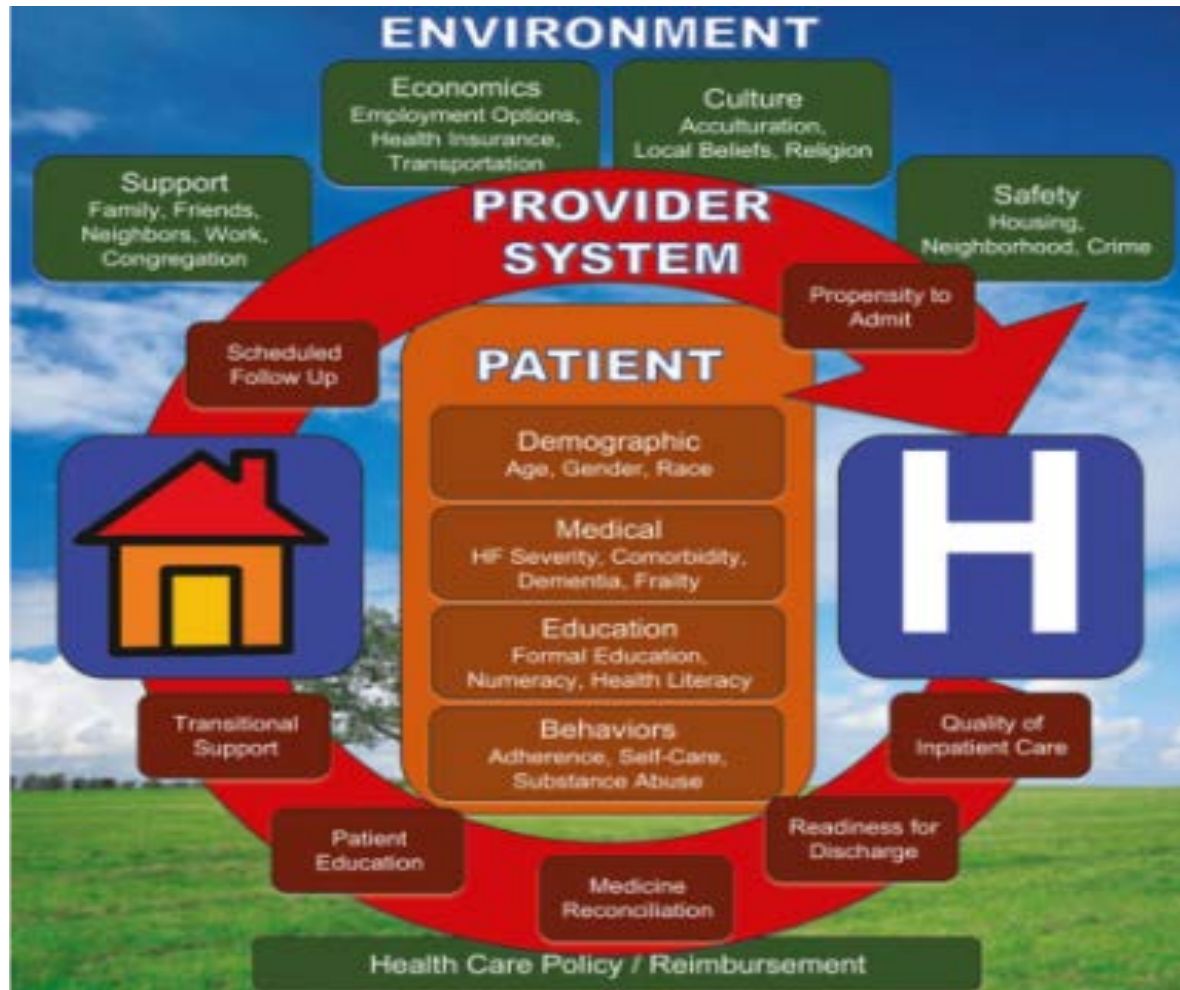 ENVIRONMENT
Economics
Employment Options,
Health Insurance,
Transportation
Culture
Acculturation,
Local Beliefs, Religion
Support
Family, Friends,
Neighbors, Work,
Congregation
Safety
Housing,
Neighborhood, Crime
PROVIDER
SYSTEM
Propensity to
Admit
Scheduled
Follow Up
PATIENT
Demographic
Age, Gender, Race
Medical
HF Severity, Comorbidity,
Dementia, Frailty
Education
Formal Education,
Numeracy, Health Literacy
Behaviors
Adherence, Self-Care,
Substance Abuse
H
Transitional
Support
Quality of
Inpatient Care
Patient
Education
Readiness for
Discharge
Medicine
Reconciliation
Health Care Policy / Reimbursement